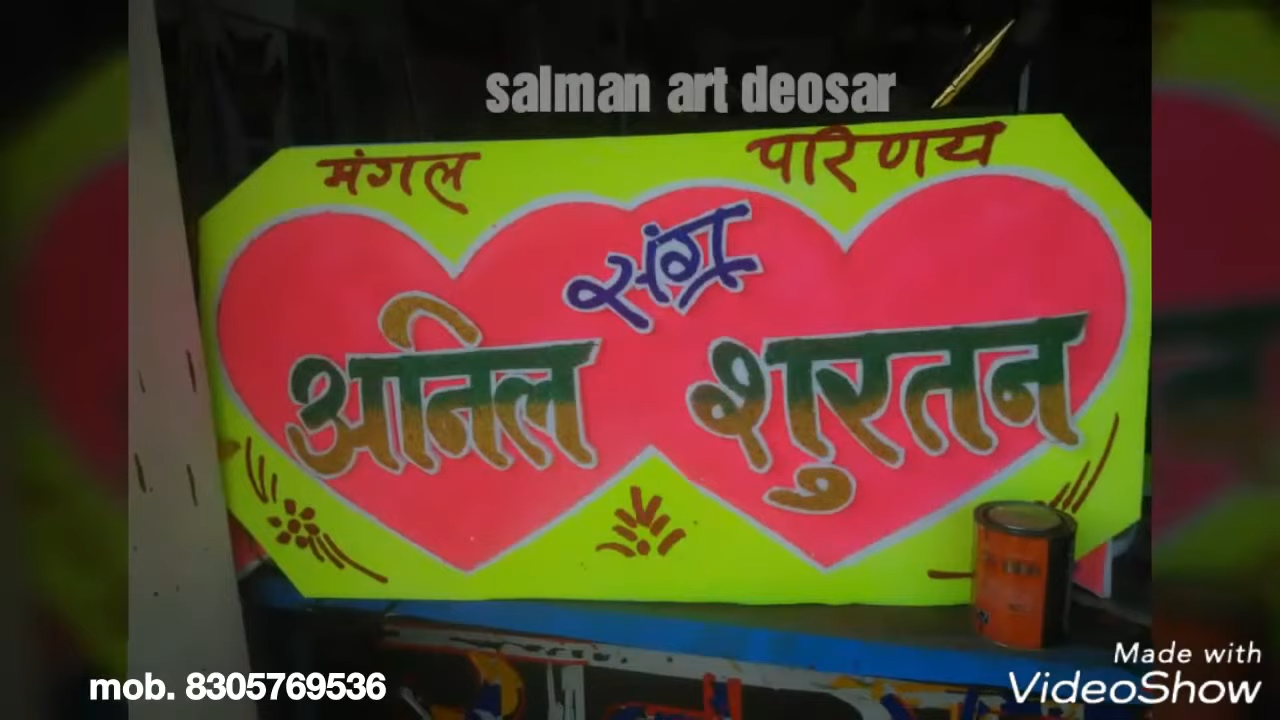 salman art deosar
मंगल परिणय
संग
अनिल शुरतन
mob. 8305769536
Made with
VideoShow